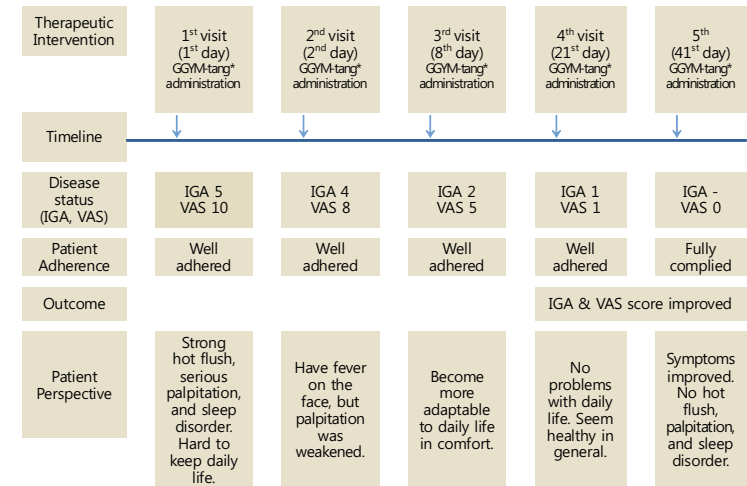 Therapeutic
Intervention
1st visit
(1st day)
GGYM-tang*
administration
2nd visit
(2nd day)
GGYM-tang*
administration
3rd visit
(8th day)
GGYM-tang*
administration
4th visit
(21st day)
GGYM-tang*
administration
5th
(41st day)
GGYM-tang*
administration
Timeline
Disease
status
(IGA, VAS)
IGA 5
VAS 10
IGA 4
VAS 8
IGA 2
VAS 5
IGA 1
VAS 1
IGA -
VAS 0
Patient
Adherence
Well
adhered
Well
adhered
Well
adhered
Well
adhered
Fully
complied
Outcome
IGA & VAS score improved
Patient
Perspective
Strong
hot flush,
serious
palpitation,
and sleep
disorder.
Hard to
keep daily
life.
Have fever
on the
face, but
palpitation
was
weakened.
Become
more
adaptable
to daily life
in comfort.
No
problems
with daily
life. Seem
healthy in
general.
Symptoms
improved.
No hot
flush,
palpitation,
and sleep
disorder.